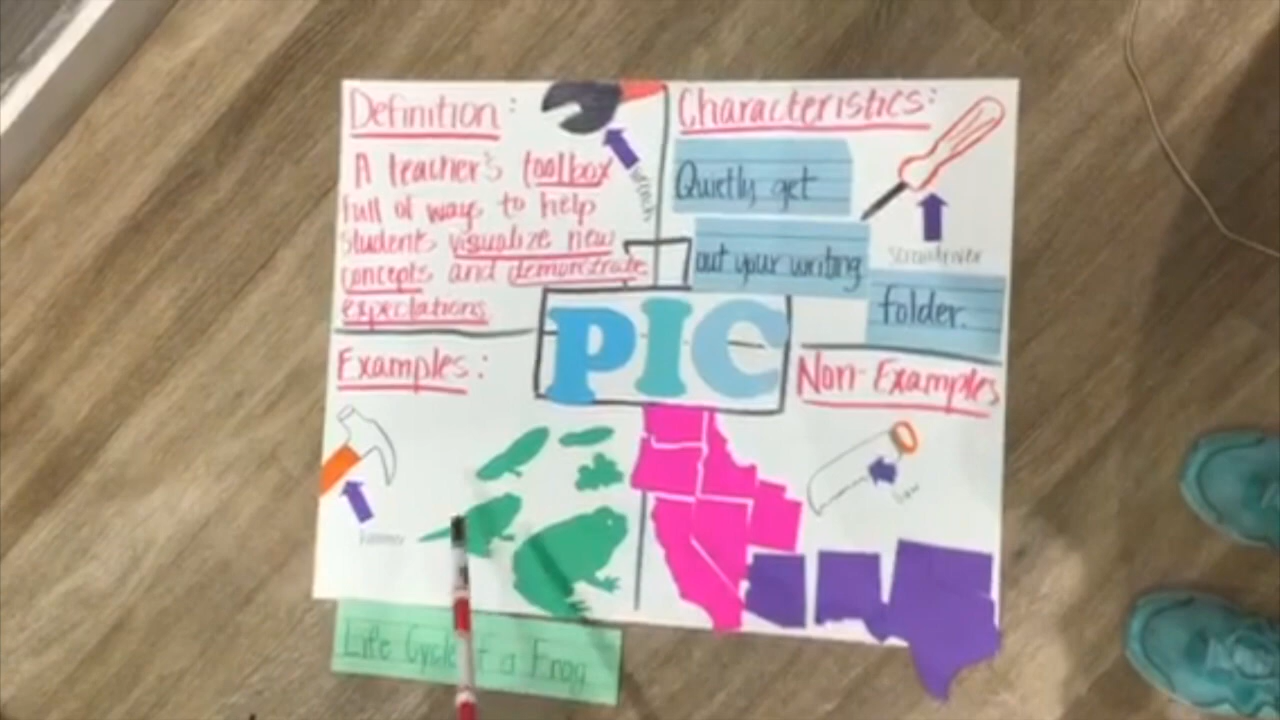 Definition:
A teacher's toolbox
full of ways to help
students visualize new
concepts and demonstrate
expectations
wrench
Characteristics:
Quietly get
out your writing
folder.
screwdriver
PIC
Examples:
hammer
Life Cycle of a Frog
Non-Examples
saw